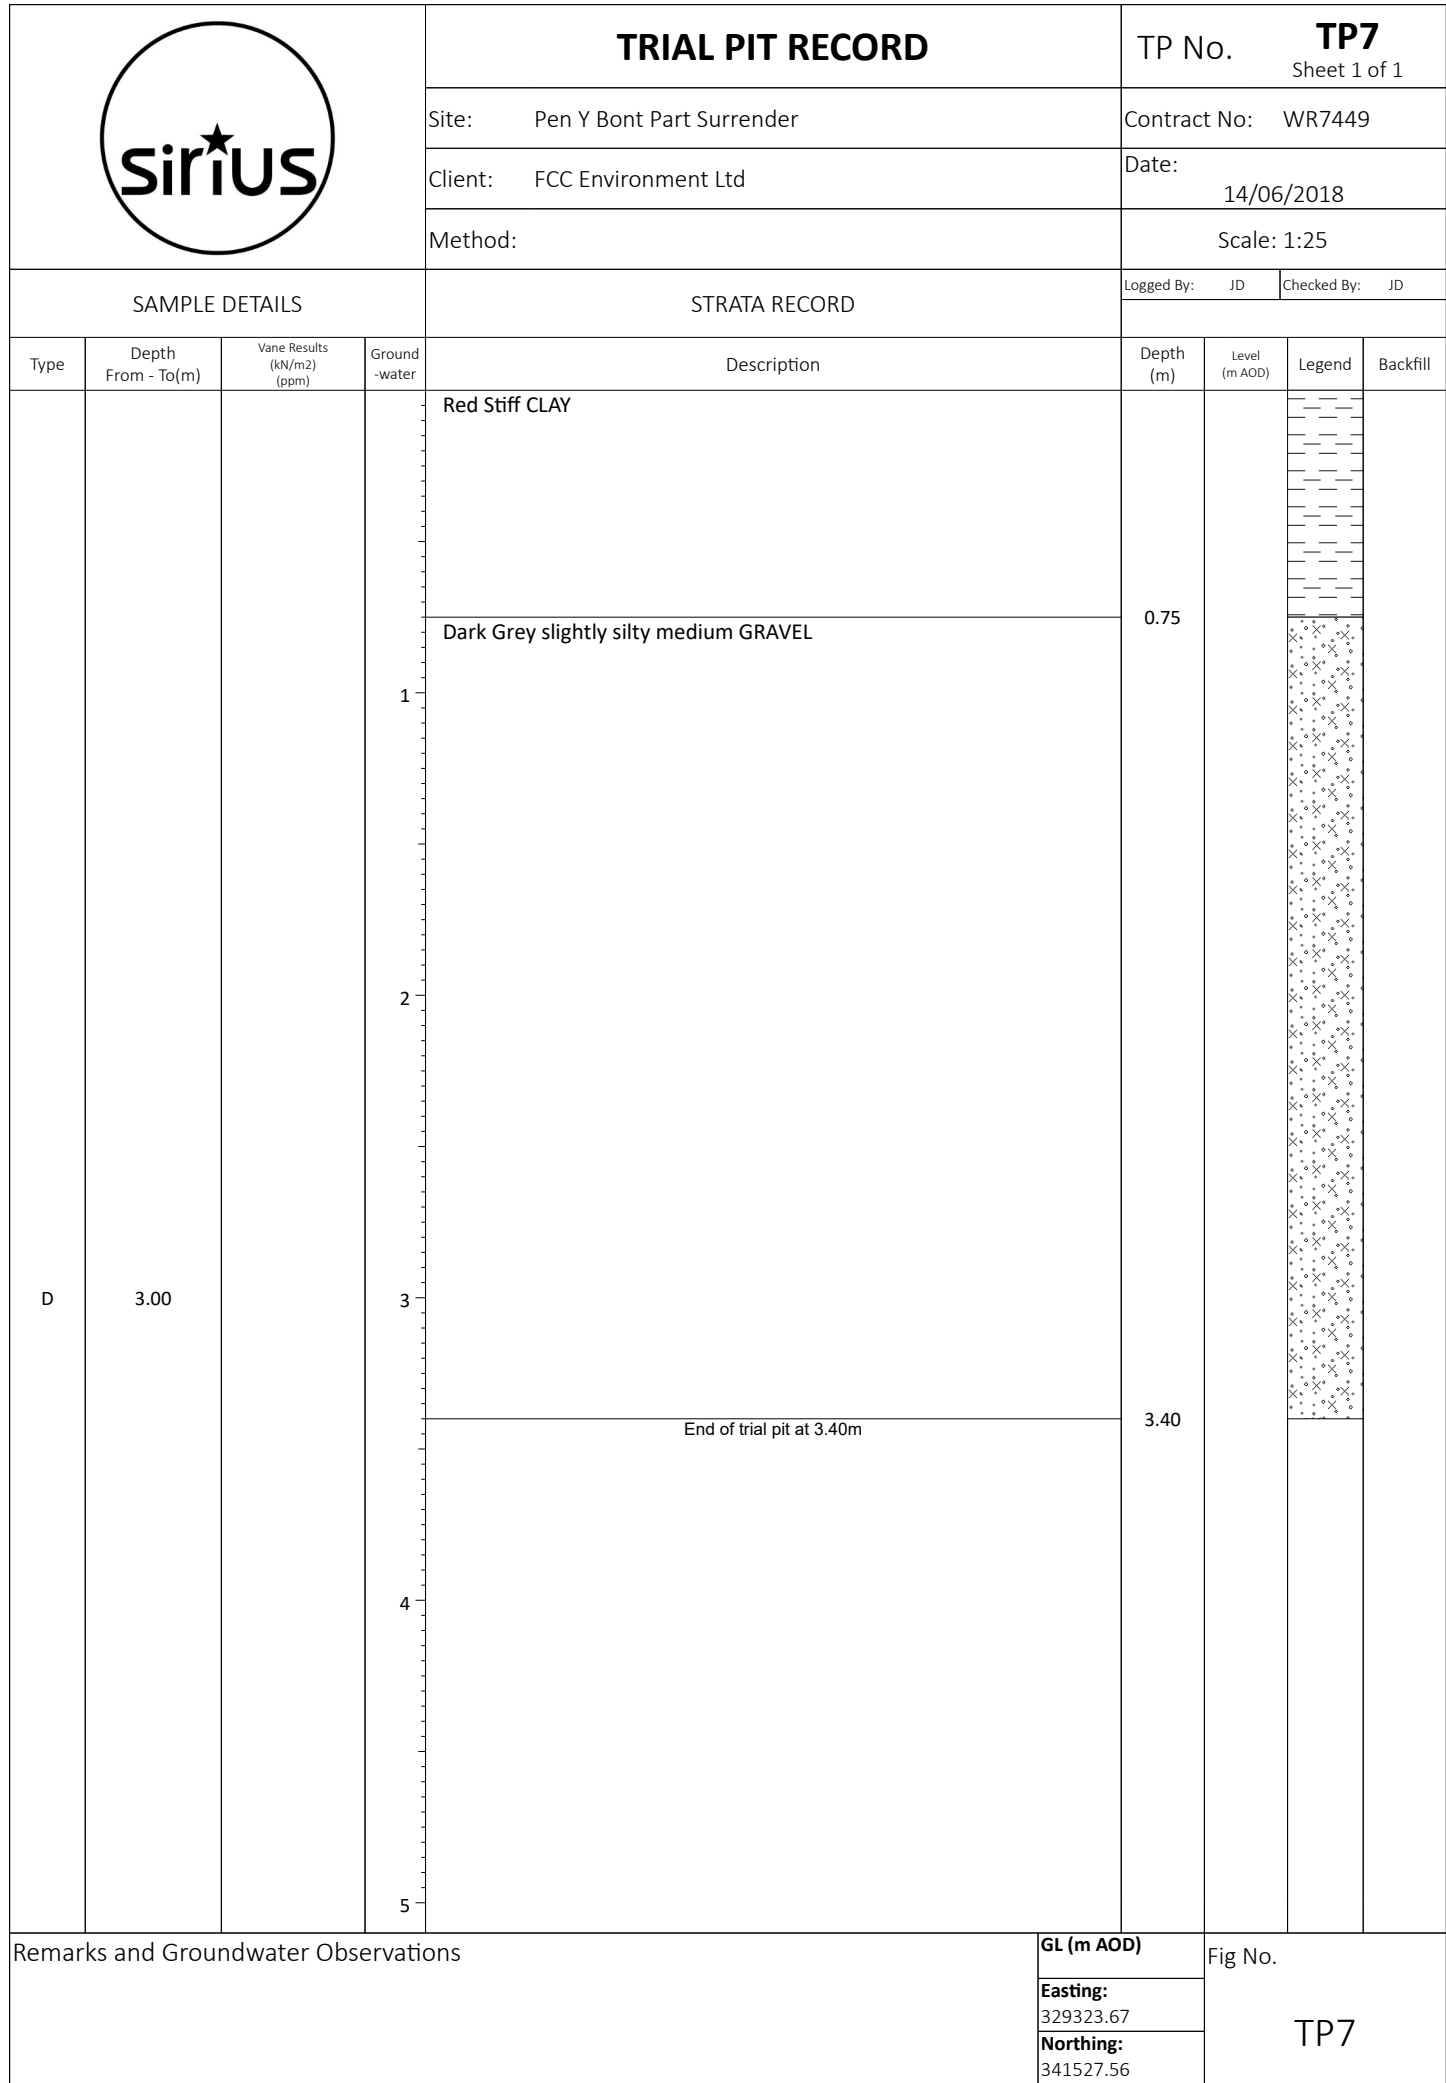 sirius
TRIAL PIT RECORD
TP No.
TP7
Sheet 1 of 1
Site: Pen Y Bont Part Surrender
Contract No: WR7449
Client: FCC Environment Ltd
Date:
14/06/2018
Method:
Scale: 1:25
SAMPLE DETAILS
STRATA RECORD
Logged By: JD
Checked By: JD
Type
Depth
From - To(m)
Vane Results
(kN/m2)
(ppm)
Ground
-water
Description
Depth
(m)
Level
(m AOD)
Legend
Backfill
Red Stiff CLAY
0.75
Dark Grey slightly silty medium GRAVEL
1
2
D 3.00
3
3.40
End of trial pit at 3.40m
4
5
Remarks and Groundwater Observations
GL (m AOD)
Easting:
329323.67
Northing:
341527.56
Fig No.
TP7